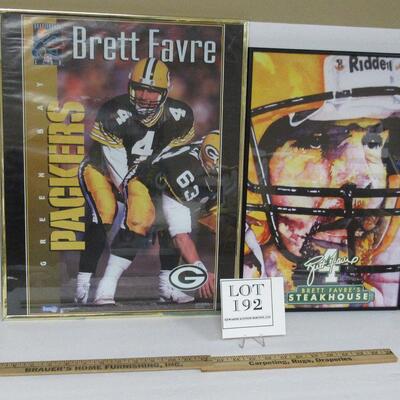 Brett Favre
GREEN BAY
PACKERS
4
63
G
Riddell
4
BRETT FAVRE'S
STEAKHOUSE
LOT
192
BRAUER'S HOME FURNISHING, INC.
Carpeting, Rugs, Draperies